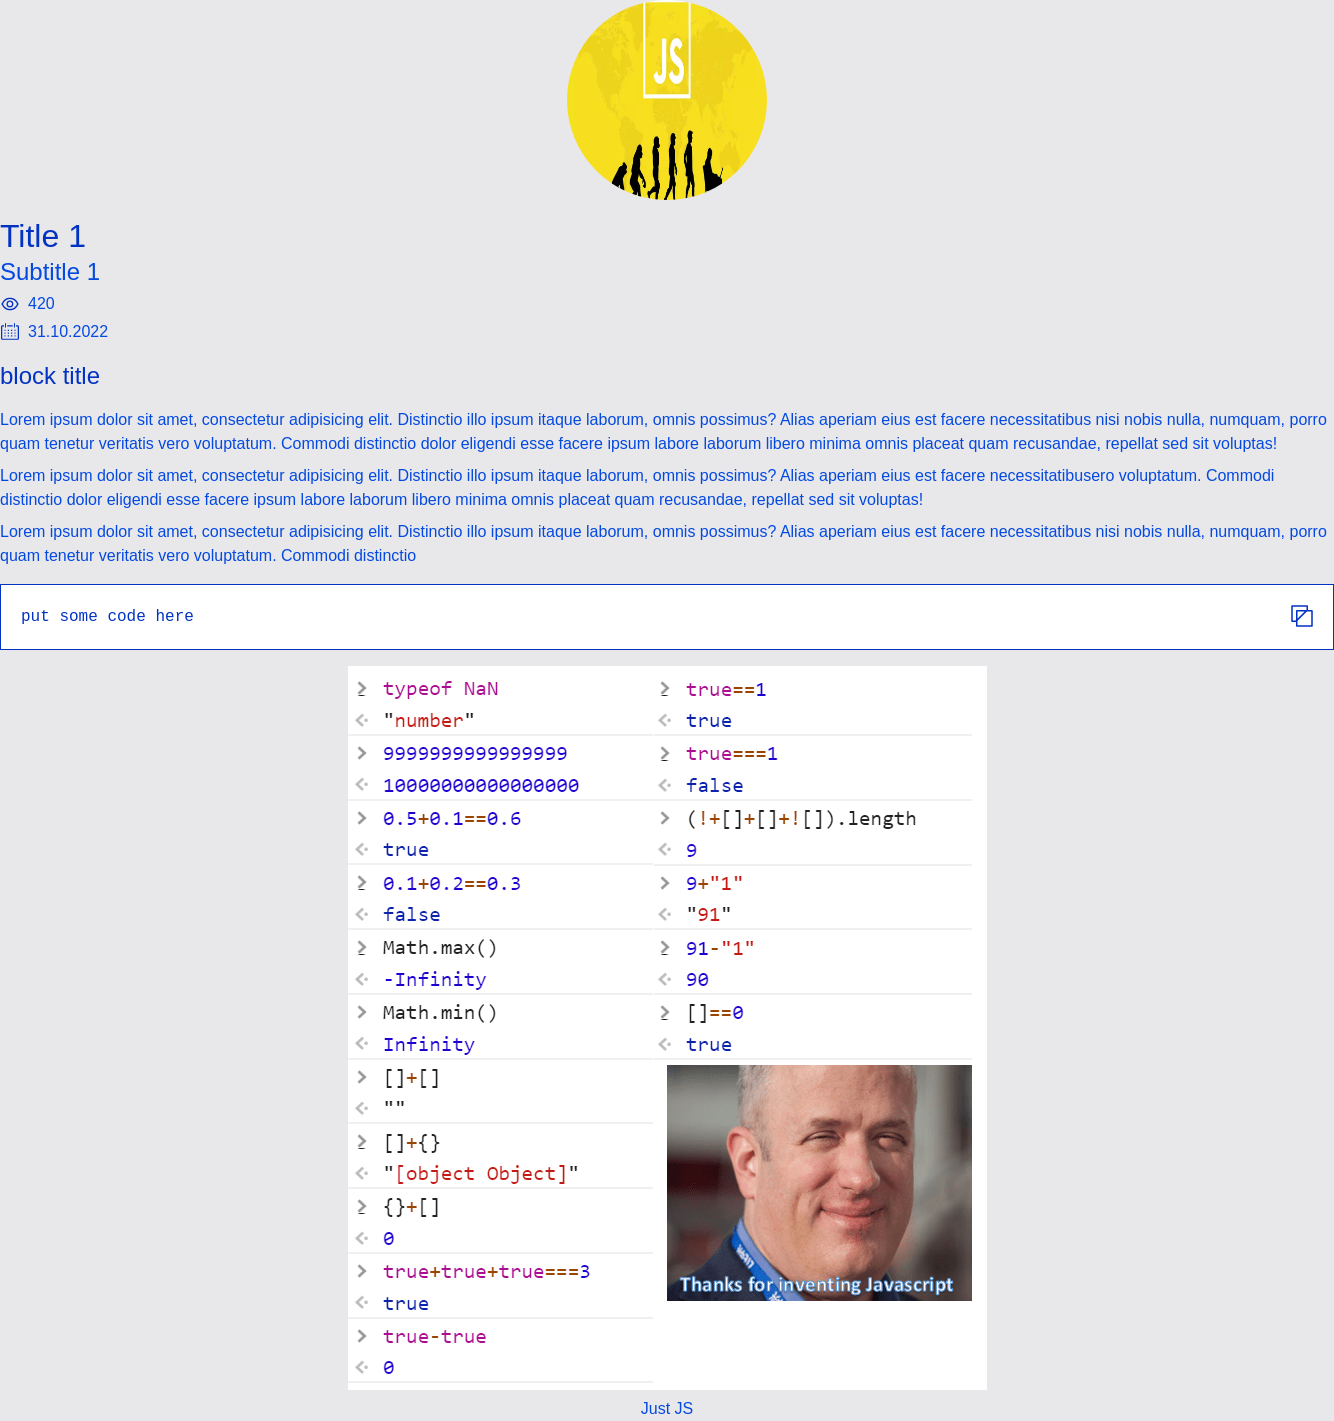 JS
Title 1
Subtitle 1
420
31.10.2022
block title
Lorem ipsum dolor sit amet, consectetur adipisicing elit. Distinctio illo ipsum itaque laborum, omnis possimus? Alias aperiam eius est facere necessitatibus nisi nobis nulla, numquam, porro
quam tenetur veritatis vero voluptatum. Commodi distinctio dolor eligendi esse facere ipsum labore laborum libero minima omnis placeat quam recusandae, repellat sed sit voluptas!
Lorem ipsum dolor sit amet, consectetur adipisicing elit. Distinctio illo ipsum itaque laborum, omnis possimus? Alias aperiam eius est facere necessitatibusero voluptatum. Commodi
distinctio dolor eligendi esse facere ipsum labore laborum libero minima omnis placeat quam recusandae, repellat sed sit voluptas!
Lorem ipsum dolor sit amet, consectetur adipisicing elit. Distinctio illo ipsum itaque laborum, omnis possimus? Alias aperiam eius est facere necessitatibus nisi nobis nulla, numquam, porro
quam tenetur veritatis vero voluptatum. Commodi distinctio
put some code here
> typeof NaN
"number"
> 9999999999999999
10000000000000000
> 0.5+0.1==0.6
true
> 0.1+0.2==0.3
false
> Math.max()
-Infinity
> Math.min()
Infinity
> []+[]
""
> []+{}
"[object Object]"
> {}+[]
0
> true+true+true===3
true
> true-true
0
> true==1
true
> true===1
false
> (!+[]+[]+![]).length
9
> 9+"1"
"91"
> 91-"1"
90
> []==0
true
Thanks for inventing Javascript
Just JS